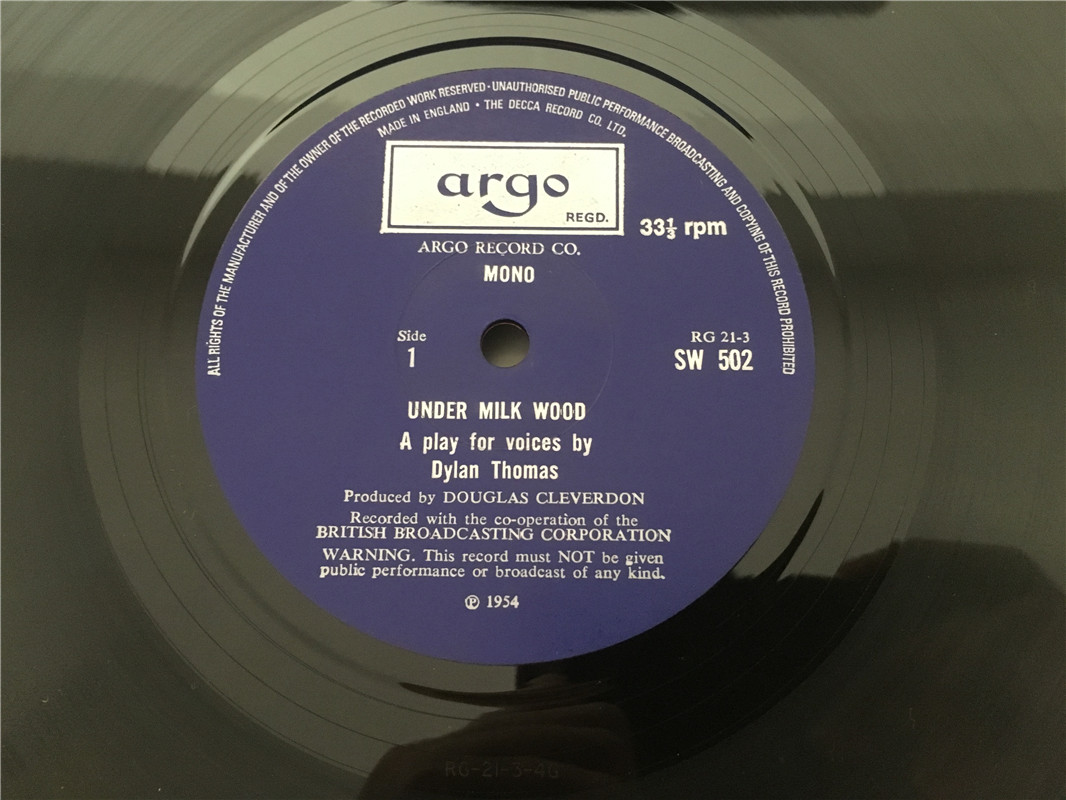 ALL RIGHTS OF THE MANUFACTURER AND OF THE OWNER OF THE RECORDED WORK RESERVED · UNAUTHORISED PUBLIC PERFORMANCE BROADCASTING AND COPYING OF THIS RECORD PROHIBITED
MADE IN ENGLAND • THE DECCA RECORD CO. LTD.
argo
REGD.
33⅓ rpm
ARGO RECORD CO.
MONO
Side
1
RG 21-3
SW 502
UNDER MILK WOOD
A play for voices by
Dylan Thomas
Produced by DOUGLAS CLEVERDON
Recorded with the co-operation of the
BRITISH BROADCASTING CORPORATION
WARNING. This record must NOT be given
public performance or broadcast of any kind.
℗ 1954
RG-21-3-4G